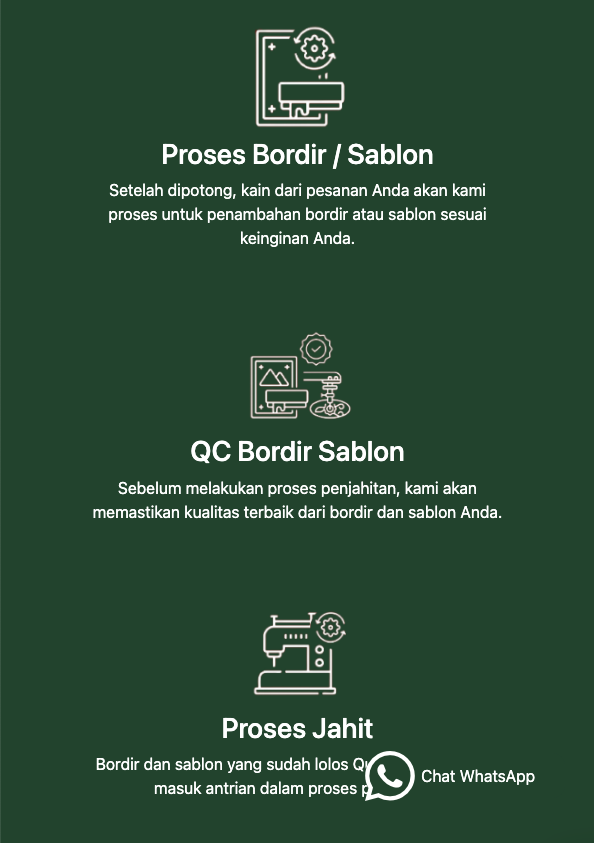 Proses Bordir / Sablon
Setelah dipotong, kain dari pesanan Anda akan kami
proses untuk penambahan bordir atau sablon sesuai
keinginan Anda.
QC Bordir Sablon
Sebelum melakukan proses penjahitan, kami akan
memastikan kualitas terbaik dari bordir dan sablon Anda.
Proses Jahit
Bordir dan sablon yang sudah lolos
masuk antrian dalam proses
Chat WhatsApp